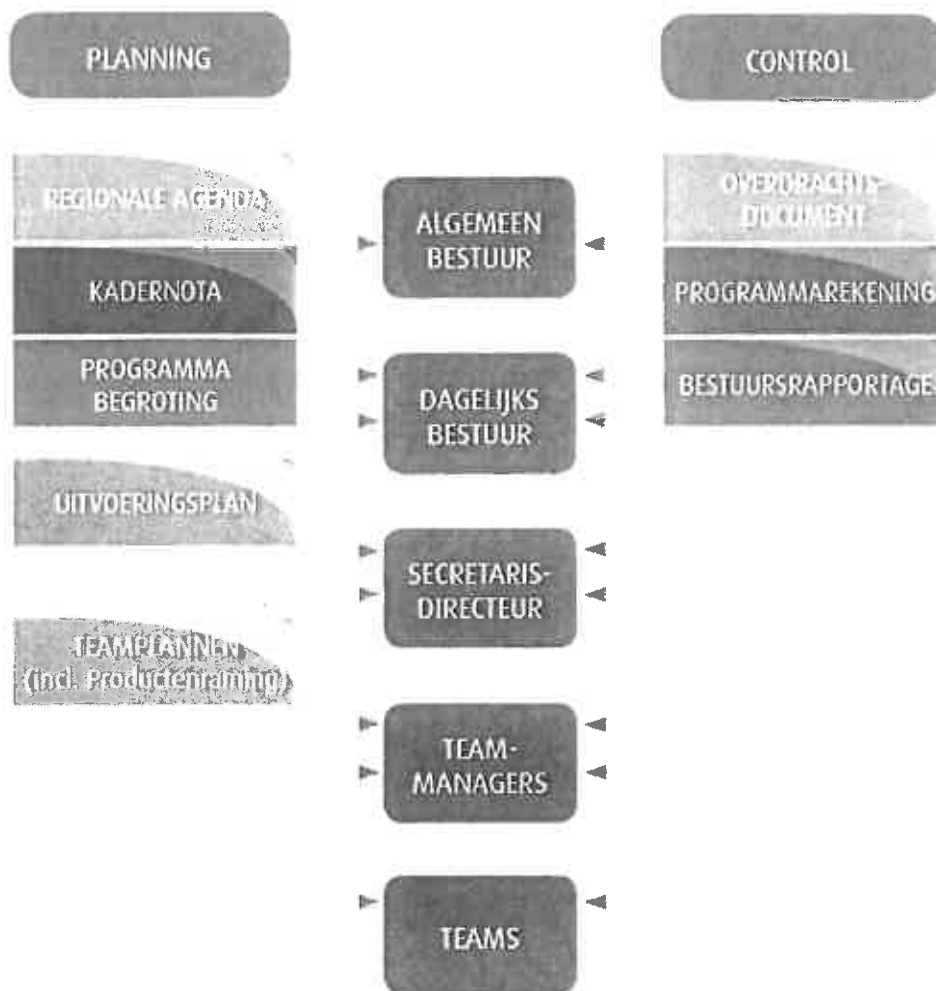 PLANNING
REGIONALE AGENDA
KADERNOTA
PROGRAMMA
BEGROTING
UITVOERINGSPLAN
TEAMPLANNEN
(incl. Productenraming)
ALGEMEEN
BESTUUR
DAGELIJKS
BESTUUR
SECRETARIS-
DIRECTEUR
TEAM-
MANAGERS
TEAMS
CONTROL
OVERDRACHTS-
DOCUMENT
PROGRAMMAREKENING
BESTUURSRAPPORTAGE